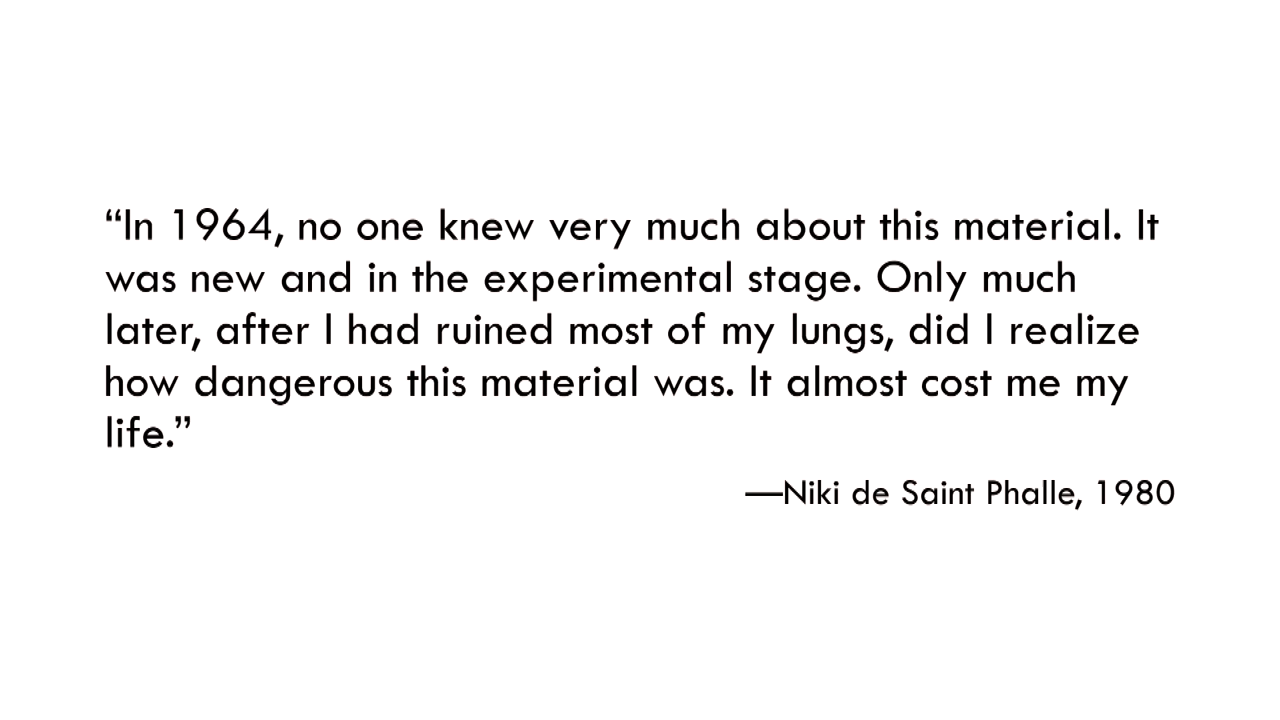 “In 1964, no one knew very much about this material. It
was new and in the experimental stage. Only much
later, after I had ruined most of my lungs, did I realize
how dangerous this material was. It almost cost me my
life.”
—Niki de Saint Phalle, 1980